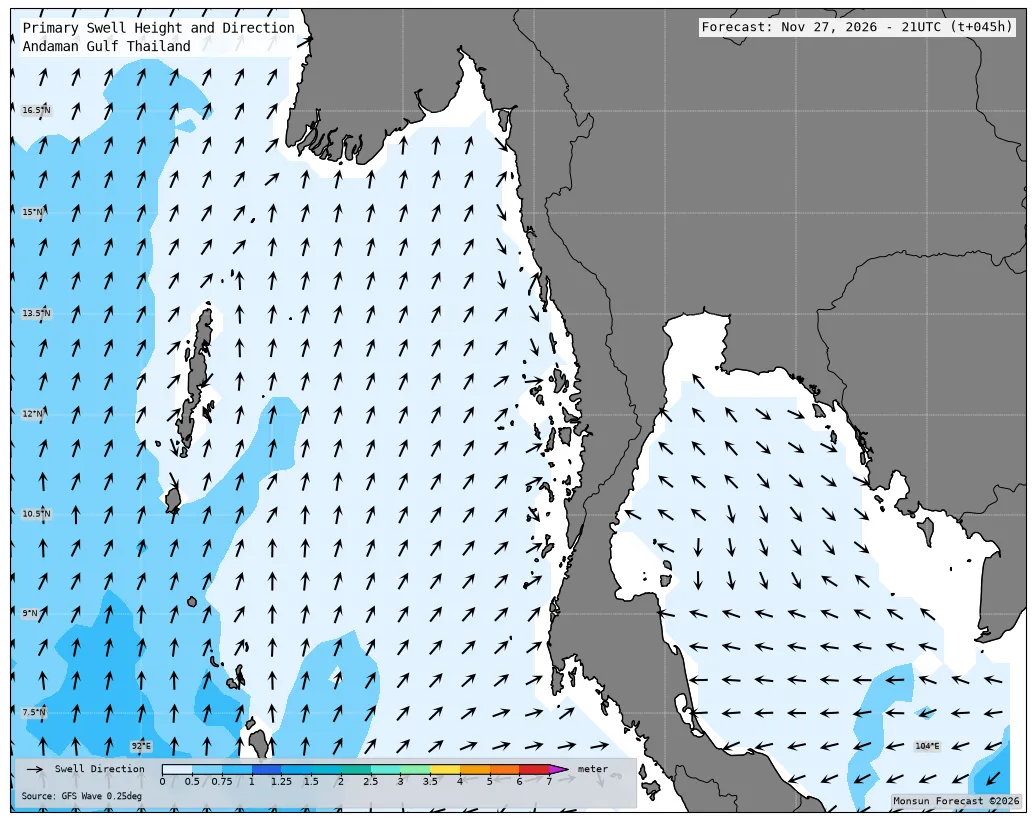 Primary Swell Height and Direction
Andaman Gulf Thailand
Forecast: Nov 27, 2026 - 21UTC (t+045h)
16.5°N
15°N
13.5°N
12°N
10.5°N
9°N
7.5°N
92°E
104°E
Swell Direction
meter
0 0.5 0.75 1 1.25 1.5 2 2.5 3 3.5 4 5 6 7
Source: GFS Wave 0.25deg
Monsun Forecast ©2026